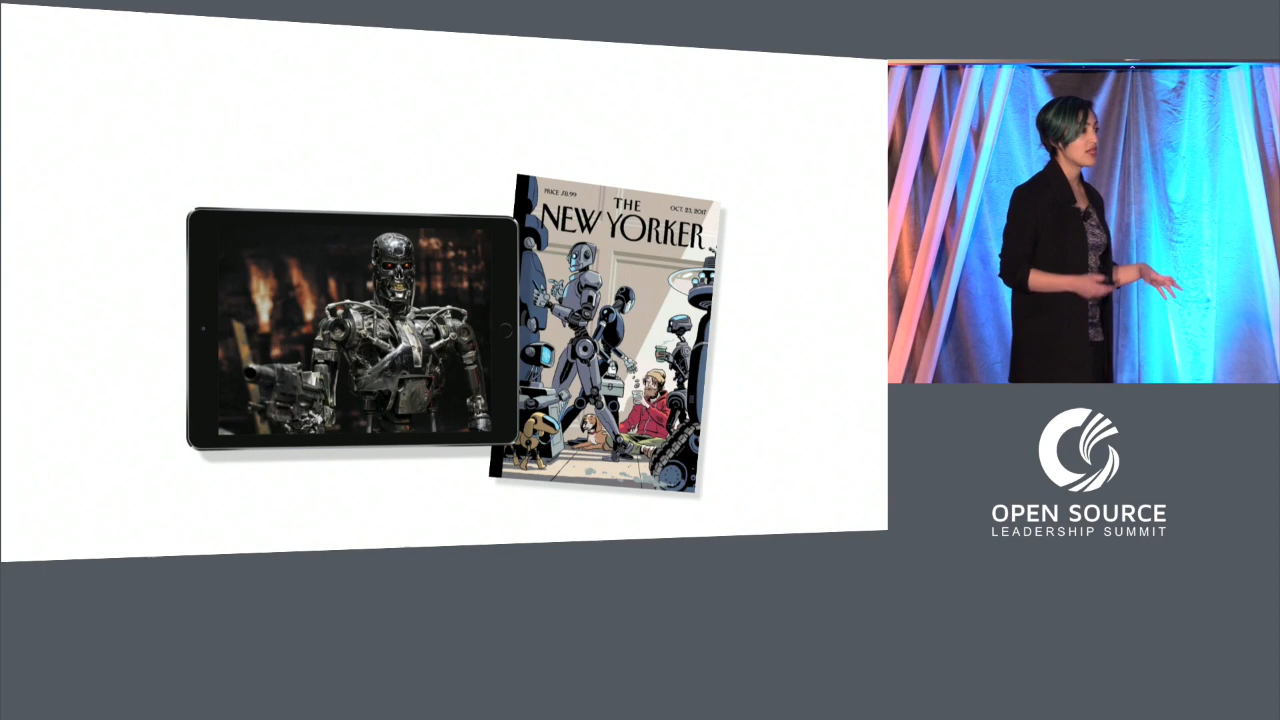 PRICE $8.99
THE
OCT. 23, 2017
NEW YORKER
OPEN SOURCE
LEADERSHIP SUMMIT